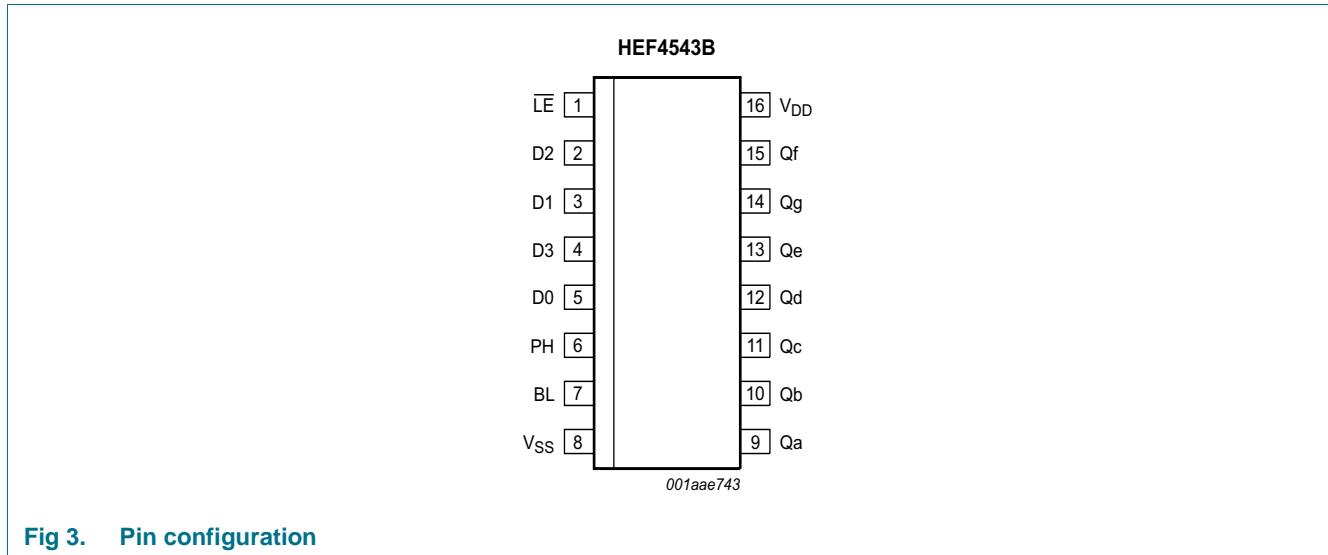 HEF4543B
LE 1 16 VDD
D2 2 15 Qf
D1 3 14 Qg
D3 4 13 Qe
D0 5 12 Qd
PH 6 11 Qc
BL 7 10 Qb
VSS 8 9 Qa
001aae743
Fig 3. Pin configuration